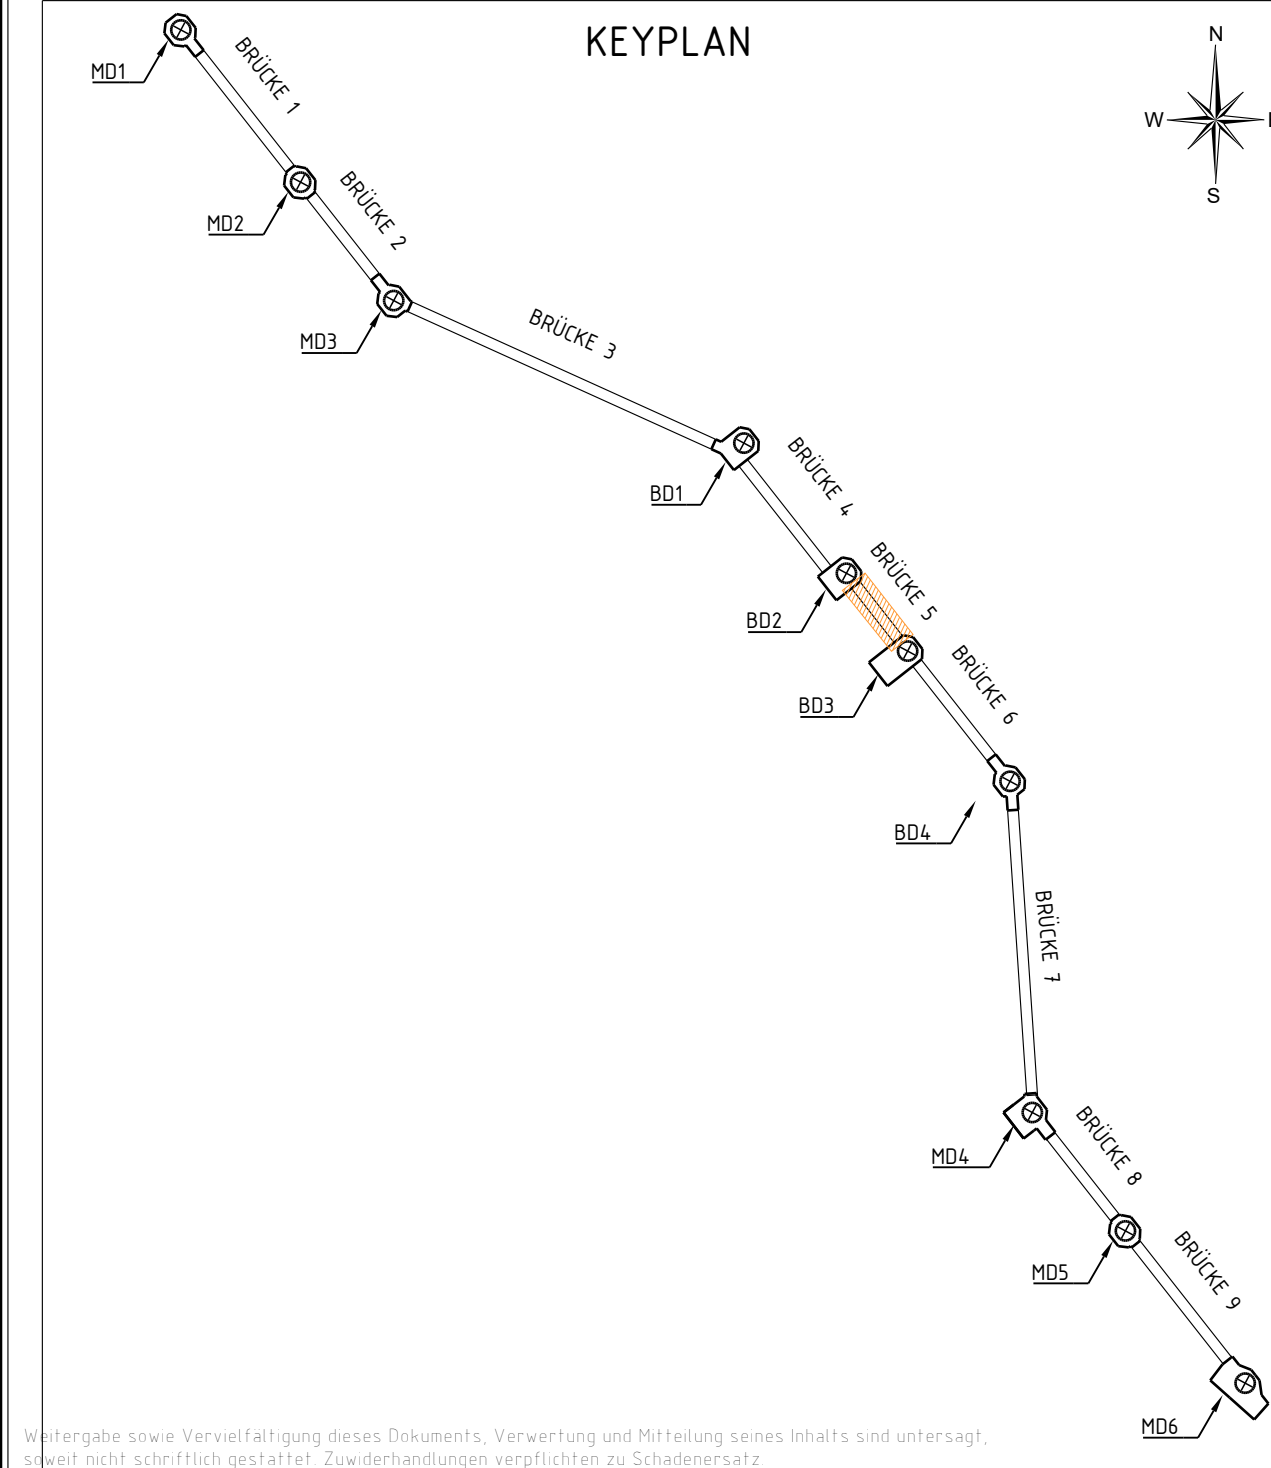 KEYPLAN
N
W
S
MD1
BRÜCKE 1
MD2
BRÜCKE 2
MD3
BRÜCKE 3
BD1
BRÜCKE 4
BD2
BRÜCKE 5
BD3
BRÜCKE 6
BD4
BRÜCKE 7
MD4
BRÜCKE 8
MD5
BRÜCKE 9
MD6
Weitergabe sowie Vervielfältigung dieses Dokuments, Verwertung und Mitteilung seines Inhalts sind untersagt,
soweit nicht schriftlich gestattet. Zuwiderhandlungen verpflichten zu Schadenersatz.